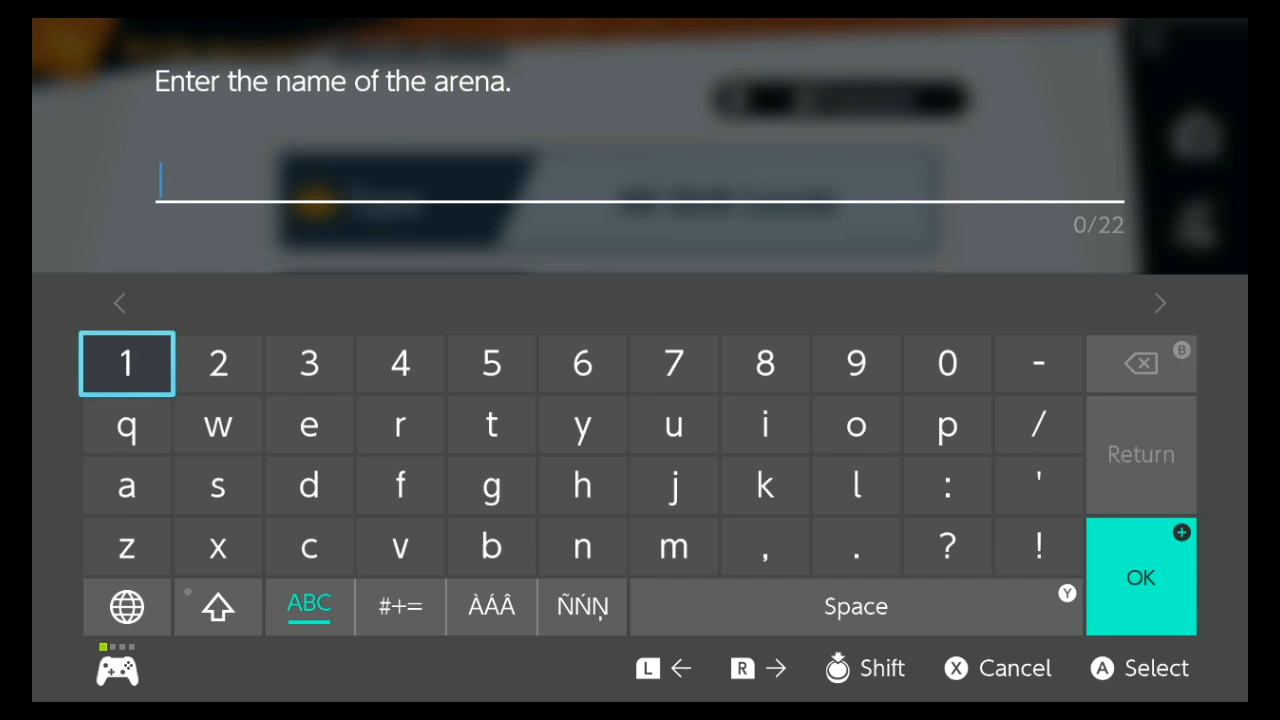 Enter the name of the arena.
0/22
1 2 3 4 5 6 7 8 9 0 - B
q w e r t y u i o p / Return
a s d f g h j k l : '
z x c v b n m , . ? ! OK
ABC #+= ÀÁÂ ÑŃŅ Space Y
L ← R → Shift X Cancel A Select